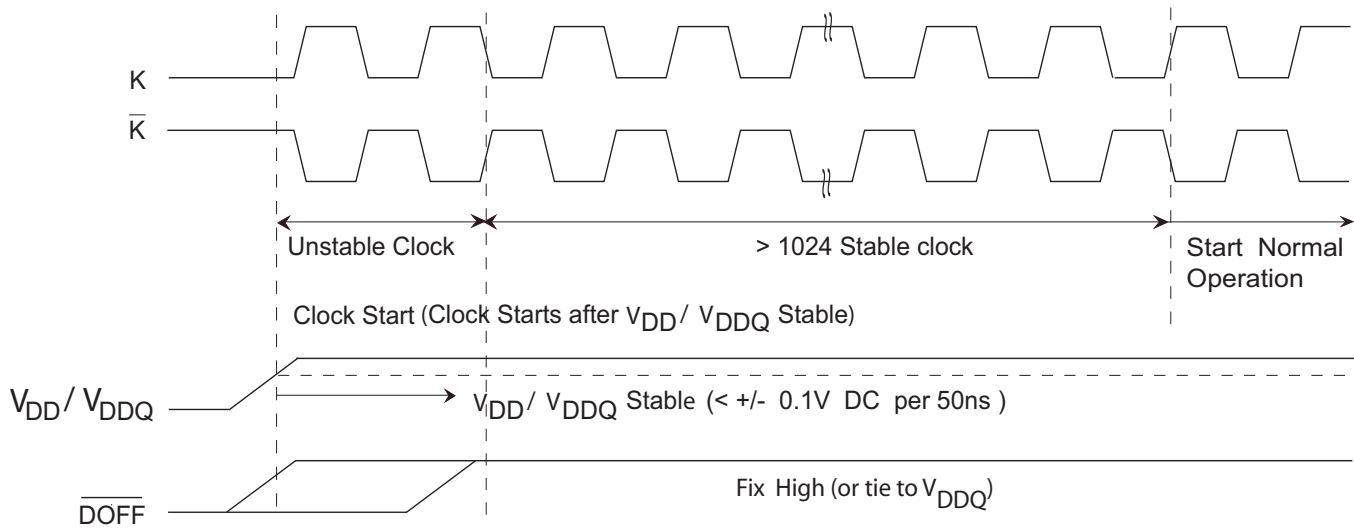 K
K̅
Unstable Clock
> 1024 Stable clock
Start Normal
Operation
Clock Start (Clock Starts after VDD / VDDQ Stable)
VDD / VDDQ
VDD / VDDQ Stable (< +/- 0.1V DC per 50ns )
Fix High (or tie to VDDQ)
D̅O̅F̅F̅